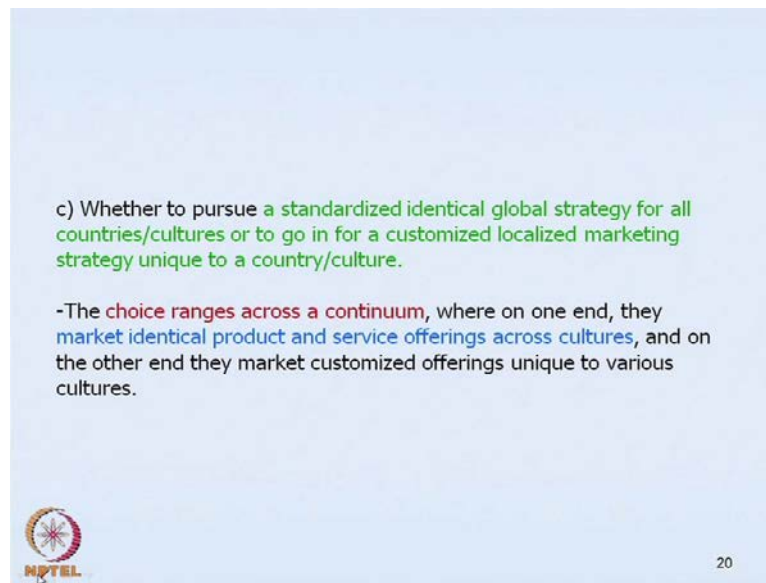 c) Whether to pursue a standardized identical global strategy for all
countries/cultures or to go in for a customized localized marketing
strategy unique to a country/culture.
-The choice ranges across a continuum, where on one end, they
market identical product and service offerings across cultures, and on
the other end they market customized offerings unique to various
cultures.
NPTEL
20